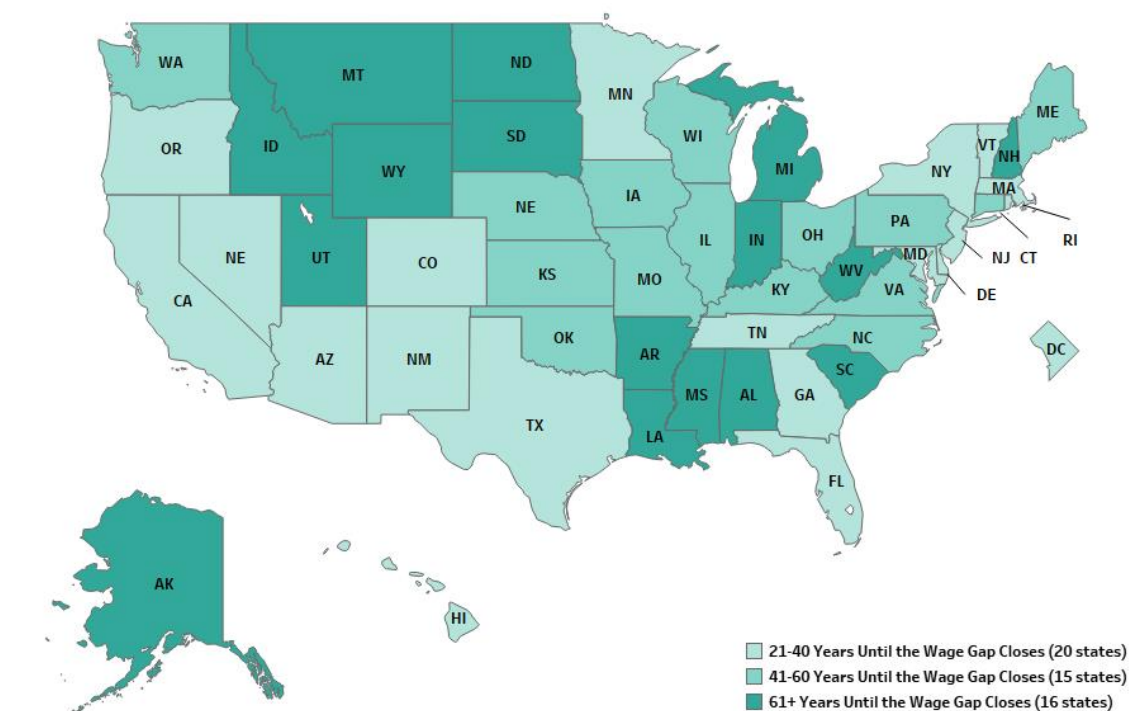 WA
MT
ND
MN
ME
OR
ID
SD
WI
VT
NH
WY
MI
NY
MA
IA
NE
PA
RI
NE
UT
CO
IL
IN
OH
NJ CT
MD
CA
KS
MO
WV
VA
KY
DE
AZ
NM
OK
TN
NC
AR
DC
SC
MS
AL
GA
TX
LA
FL
AK
HI
21-40 Years Until the Wage Gap Closes (20 states)
41-60 Years Until the Wage Gap Closes (15 states)
61+ Years Until the Wage Gap Closes (16 states)